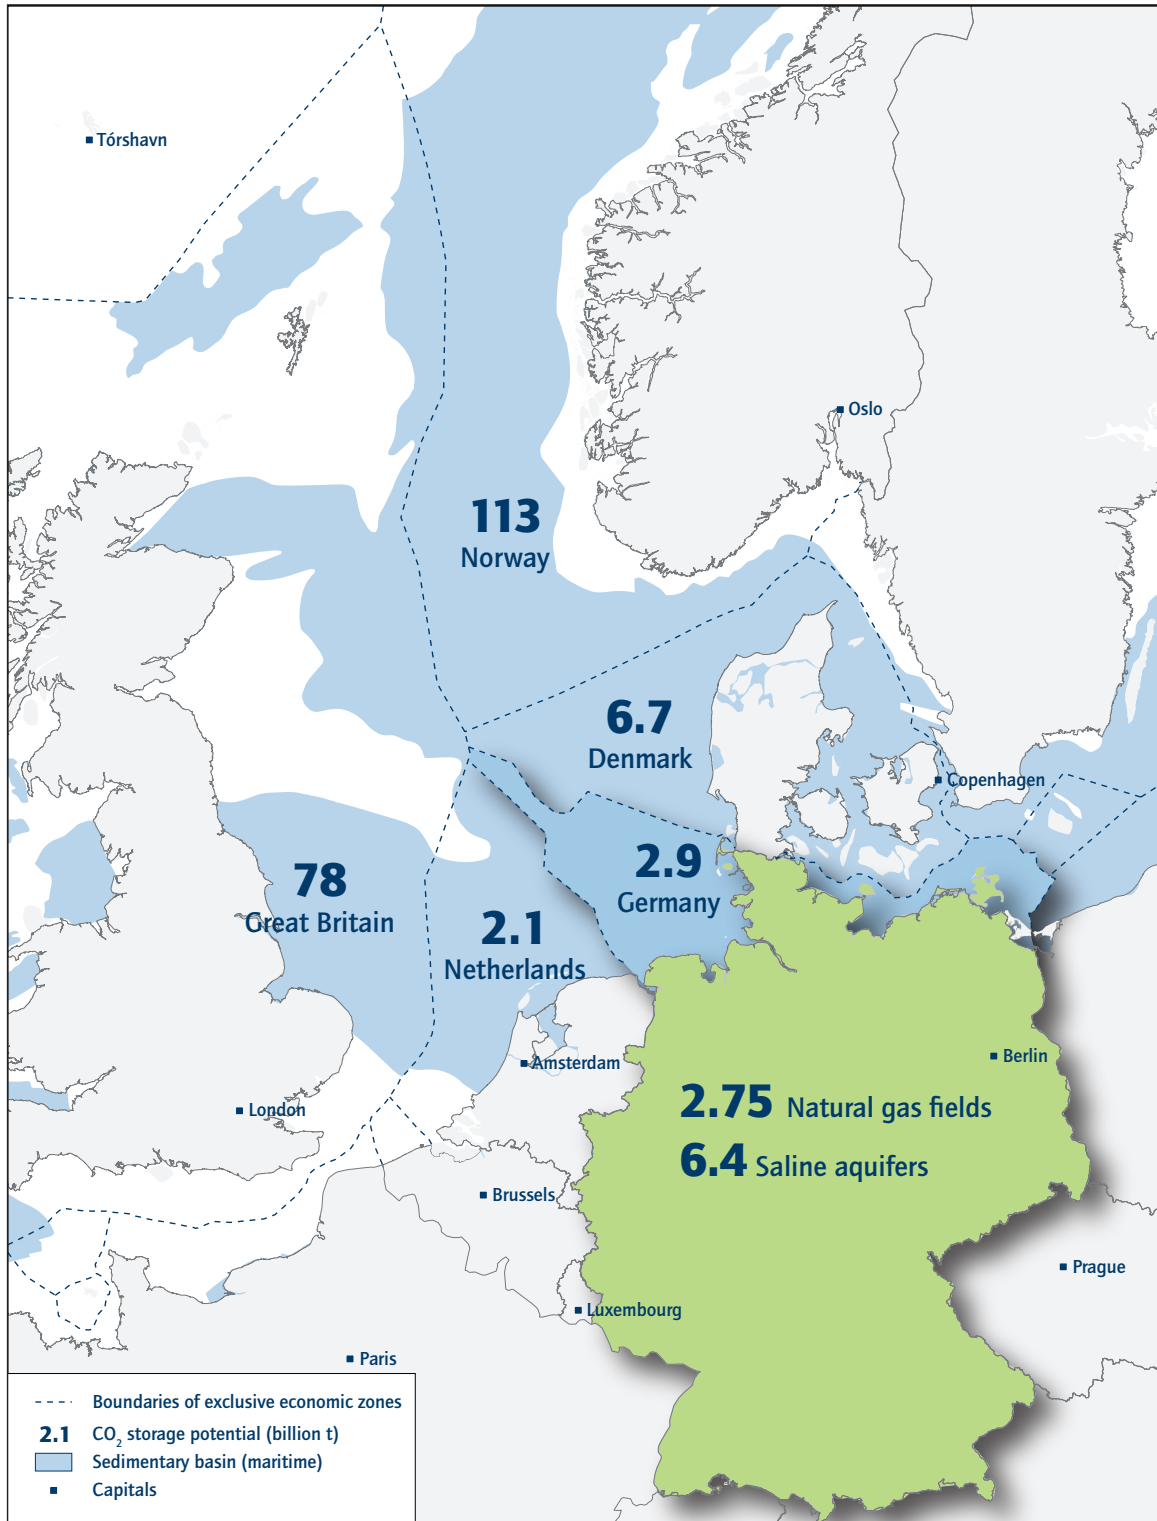 Tórshavn
Oslo
113
Norway
6.7
Denmark
Copenhagen
2.9
Germany
78
Great Britain
2.1
Netherlands
Amsterdam
Berlin
London
2.75 Natural gas fields
6.4 Saline aquifers
Brussels
Prague
Luxembourg
Paris
Boundaries of exclusive economic zones
2.1 CO₂ storage potential (billion t)
Sedimentary basin (maritime)
Capitals